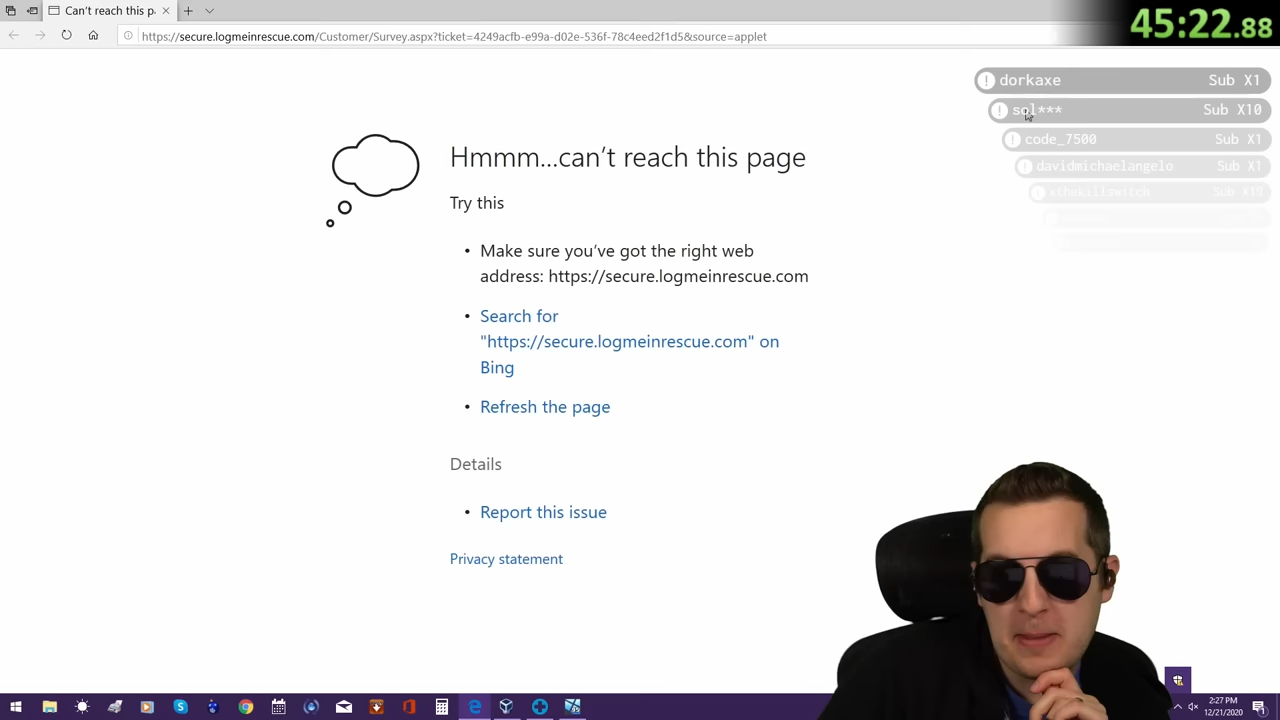 Can't reach this p
45:22.88
https://secure.logmeinrescue.com/Customer/Survey.aspx?ticket=4249acfb-e99a-d02e-536f-78c4eed2f1d5&source=applet
dorkaxe Sub X1
sol*** Sub X10
code_7500 Sub X1
davidmichaelangelo Sub X1
Hmmm...can't reach this page
Try this
• Make sure you've got the right web
address: https://secure.logmeinrescue.com
• Search for
"https://secure.logmeinrescue.com" on
Bing
• Refresh the page
Details
• Report this issue
Privacy statement
2:27 PM
12/21/2020